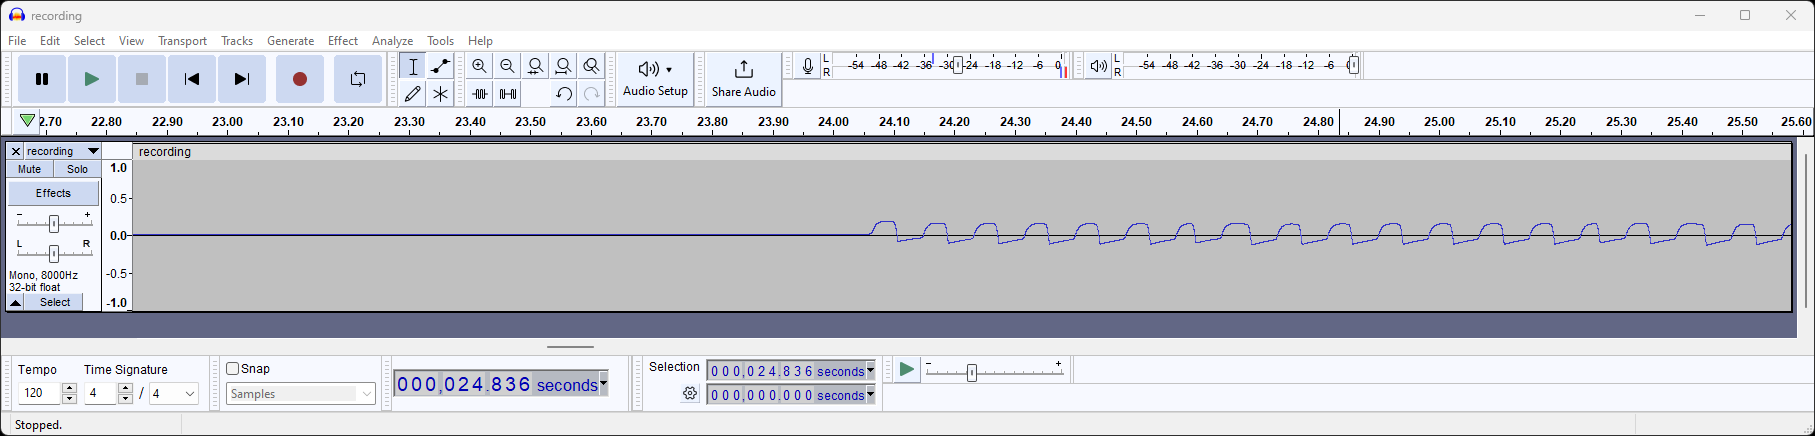 recording
File Edit Select View Transport Tracks Generate Effect Analyze Tools Help
Audio Setup
Share Audio
L
R
-54 -48 -42 -36 -30 -24 -18 -12 -6 0
L
R
-54 -48 -42 -36 -30 -24 -18 -12 -6
2.70 22.80 22.90 23.00 23.10 23.20 23.30 23.40 23.50 23.60 23.70 23.80 23.90 24.00 24.10 24.20 24.30 24.40 24.50 24.60 24.70 24.80 24.90 25.00 25.10 25.20 25.30 25.40 25.50 25.60
recording
recording
Mute Solo
Effects
- +
L R
Mono, 8000Hz
32-bit float
Select
1.0
0.5
0.0
-0.5
-1.0
Tempo
120
Time Signature
4 / 4
Snap
Samples
000,024.836 seconds
Selection
000,024.836 seconds
000,000.000 seconds
- +
Stopped.